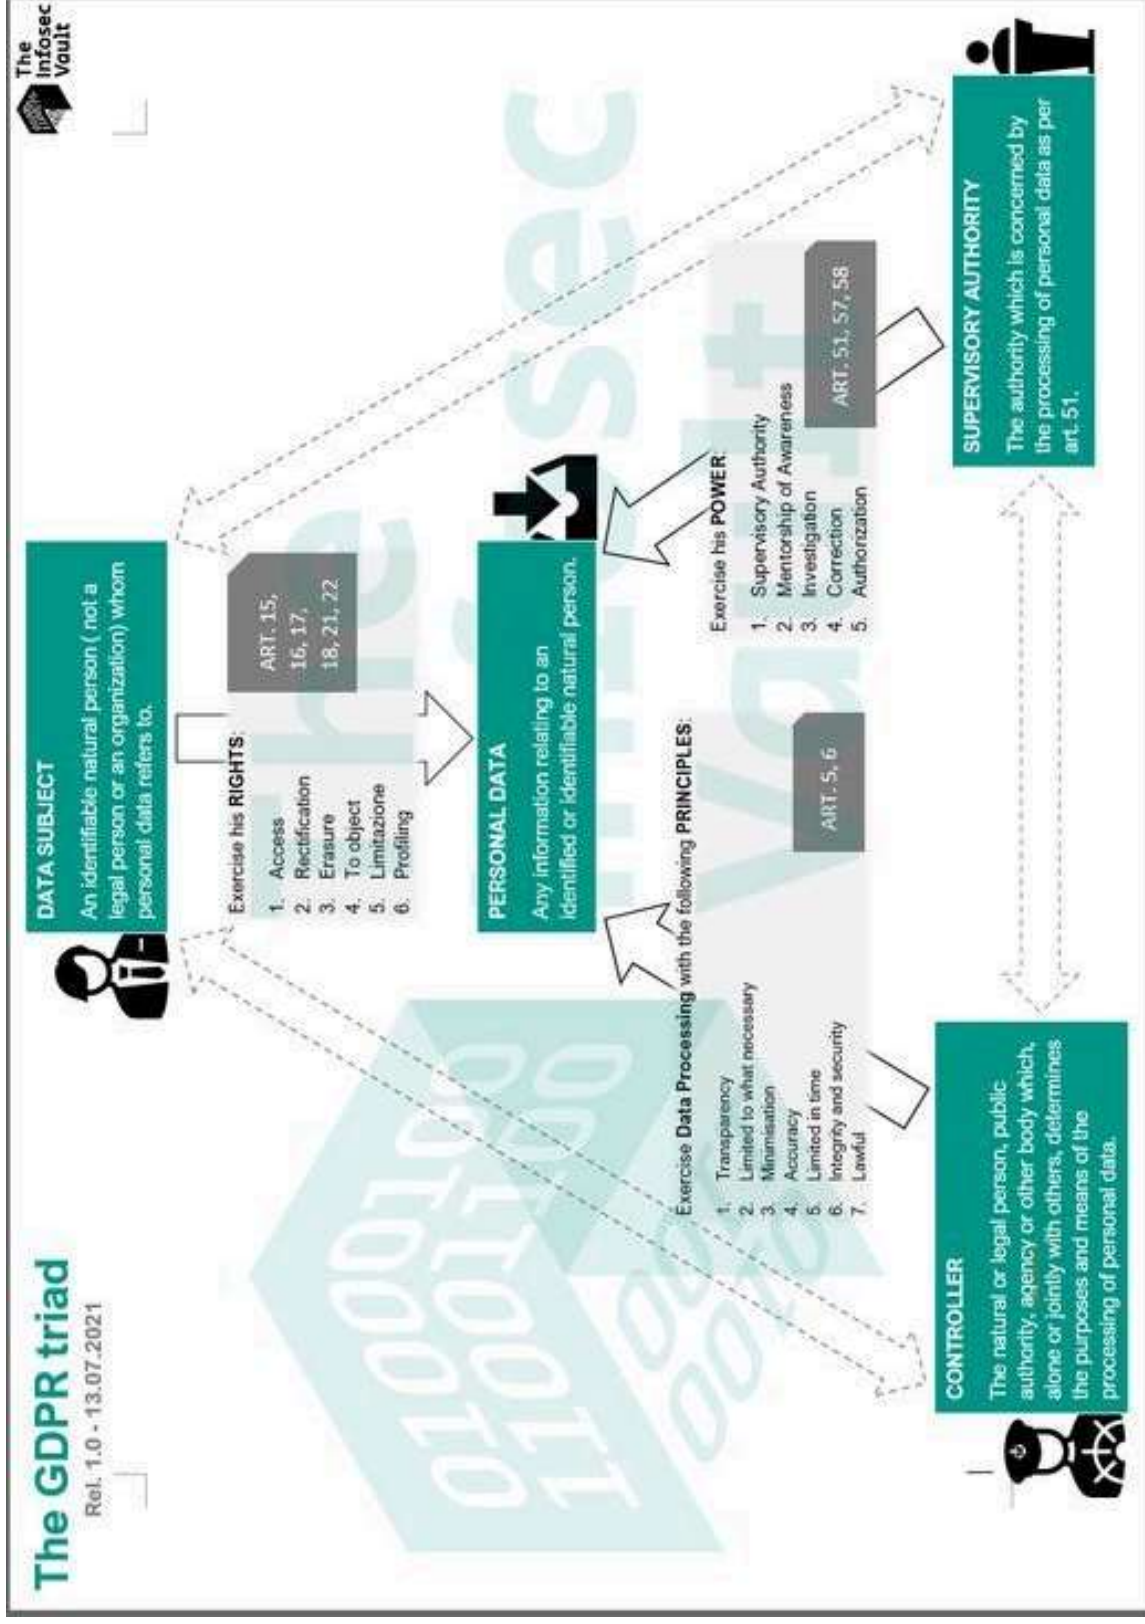 The GDPR triad
Rel. 1.0 - 13.07.2021
The
Infosec
Vault
DATA SUBJECT
An identifiable natural person ( not a
legal person or an organization) whom
personal data refers to.
Exercise his RIGHTS:
1. Access
2. Rectification
3. Erasure
4. To object
5. Limitazione
6. Profiling
ART. 15,
16, 17,
18, 21, 22
PERSONAL DATA
Any information relating to an
identified or identifiable natural person.
Exercise Data Processing with the following PRINCIPLES:
1. Transparency
2. Limited to what necessary
3. Minimisation
4. Accuracy
5. Limited in time
6. Integrity and security
7. Lawful
ART. 5, 6
Exercise his POWER:
1. Supervisory Authority
2. Mentorship of Awareness
3. Investigation
4. Correction
5. Authorization
ART. 51, 57, 58
CONTROLLER
The natural or legal person, public
authority, agency or other body which,
alone or jointly with others, determines
the purposes and means of the
processing of personal data.
SUPERVISORY AUTHORITY
The authority which is concerned by
the processing of personal data as per
art. 51.
The
Infosec
Vault